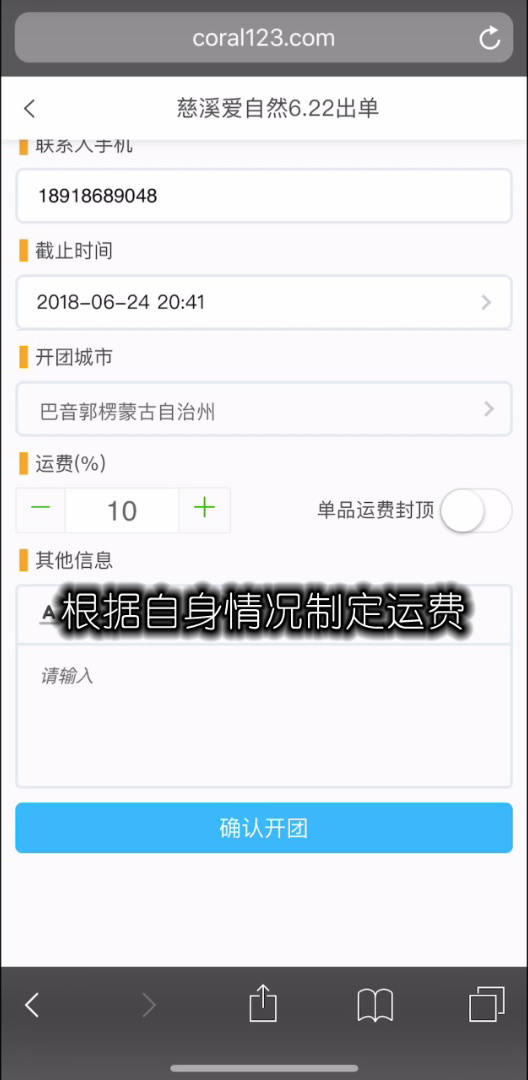 coral123.com
慈溪爱自然6.22出单
联系人手机
18918689048
截止时间
2018-06-24 20:41
开团城市
巴音郭楞蒙古自治州
运费(%)
10
单品运费封顶
其他信息
A
根据自身情况制定运费
请输入
确认开团